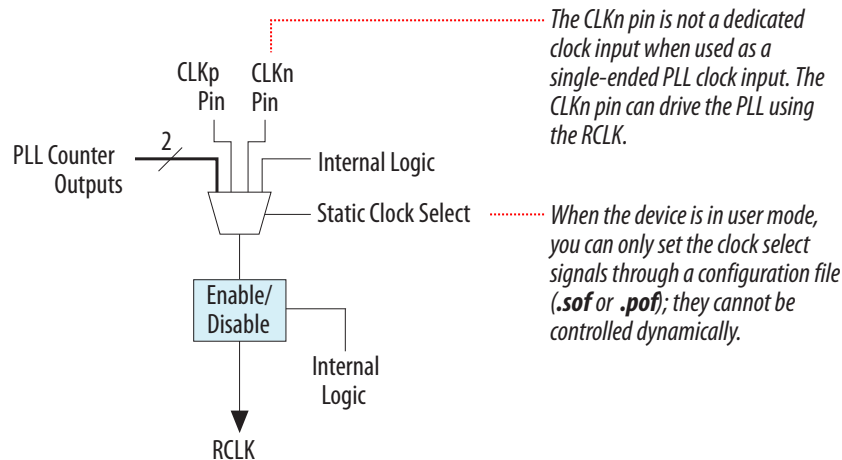 The CLKn pin is not a dedicated
clock input when used as a
single-ended PLL clock input. The
CLKn pin can drive the PLL using
the RCLK.
CLKp
Pin
CLKn
Pin
2
PLL Counter
Outputs
Internal Logic
Static Clock Select
When the device is in user mode,
you can only set the clock select
signals through a configuration file
(.sof or .pof); they cannot be
controlled dynamically.
Enable/
Disable
Internal
Logic
RCLK